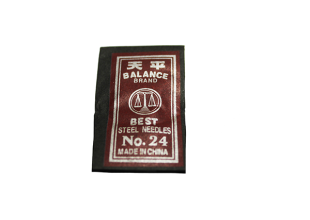 天平
BALANCE
BRAND
BEST
STEEL NEEDLES
No. 24
MADE IN CHINA